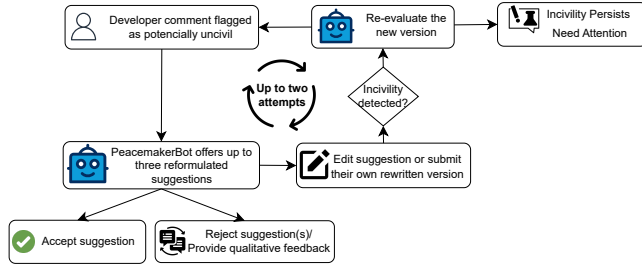 Developer comment flagged
as potencially uncivil
Re-evaluate the
new version
Incivility Persists
Need Attention
Up to two
attempts
Incivility
detected?
PeacemakerBot offers up to
three reformulated
suggestions
Edit suggestion or submit
their own rewritten version
Accept suggestion
Reject suggestion(s)/
Provide qualitative feedback